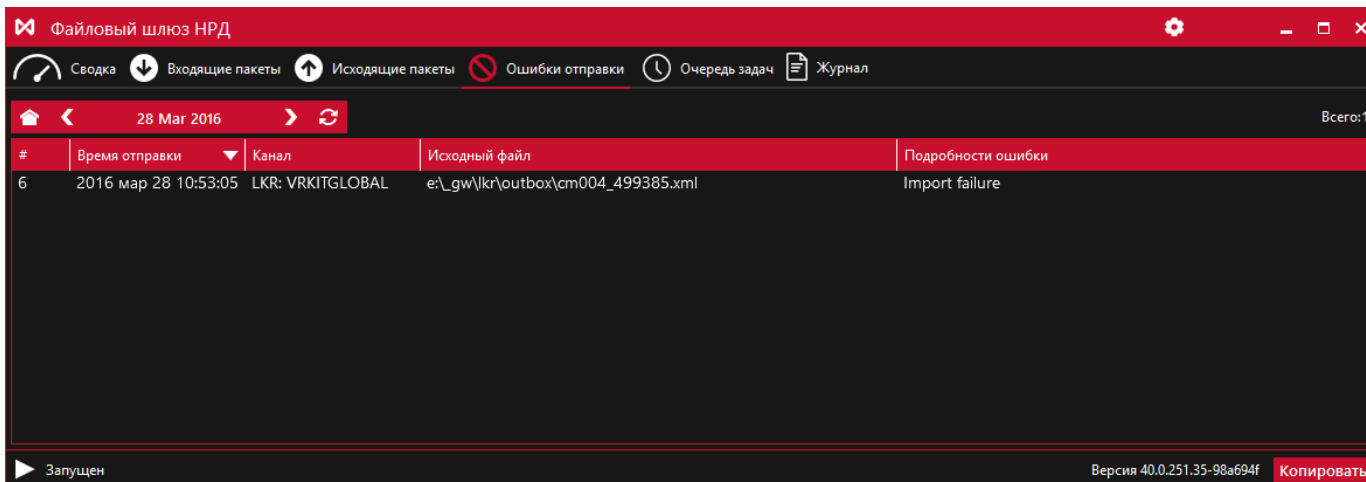 Файловый шлюз НРД
Сводка Входящие пакеты Исходящие пакеты Ошибки отправки Очередь задач Журнал
28 Mar 2016 Всего:1
# Время отправки Канал Исходный файл Подробности ошибки
6 2016 мар 28 10:53:05 LKR: VRKITGLOBAL e:\_gw\lkr\outbox\cm004_499385.xml Import failure
Запущен Версия 40.0.251.35-98a694f Копировать